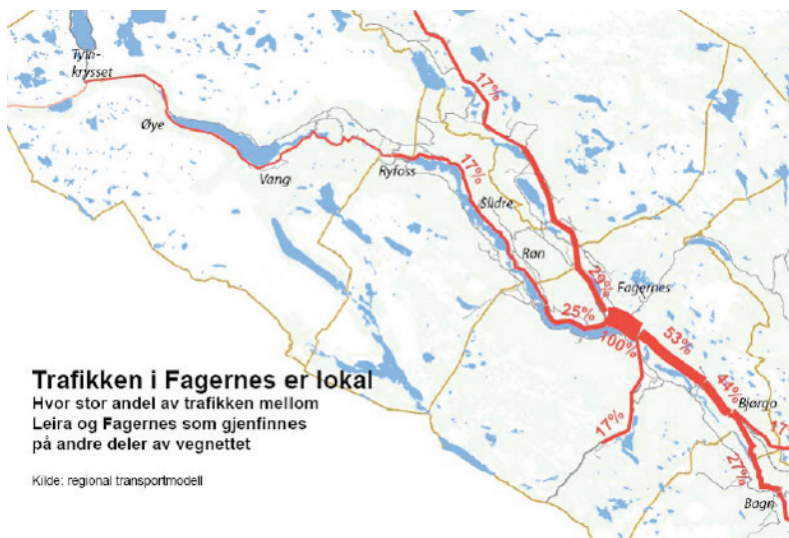 Tyin-
krysset
17%
Øye
Vang
Ryfoss
17%
Slidre
Røn
29%
Fagernes
25%
100%
53%
44%
Bjørgo
17%
17%
27%
Bagn
Trafikken i Fagernes er lokal
Hvor stor andel av trafikken mellom
Leira og Fagernes som gjenfinnes
på andre deler av vegnettet
Kilde: regional transportmodell